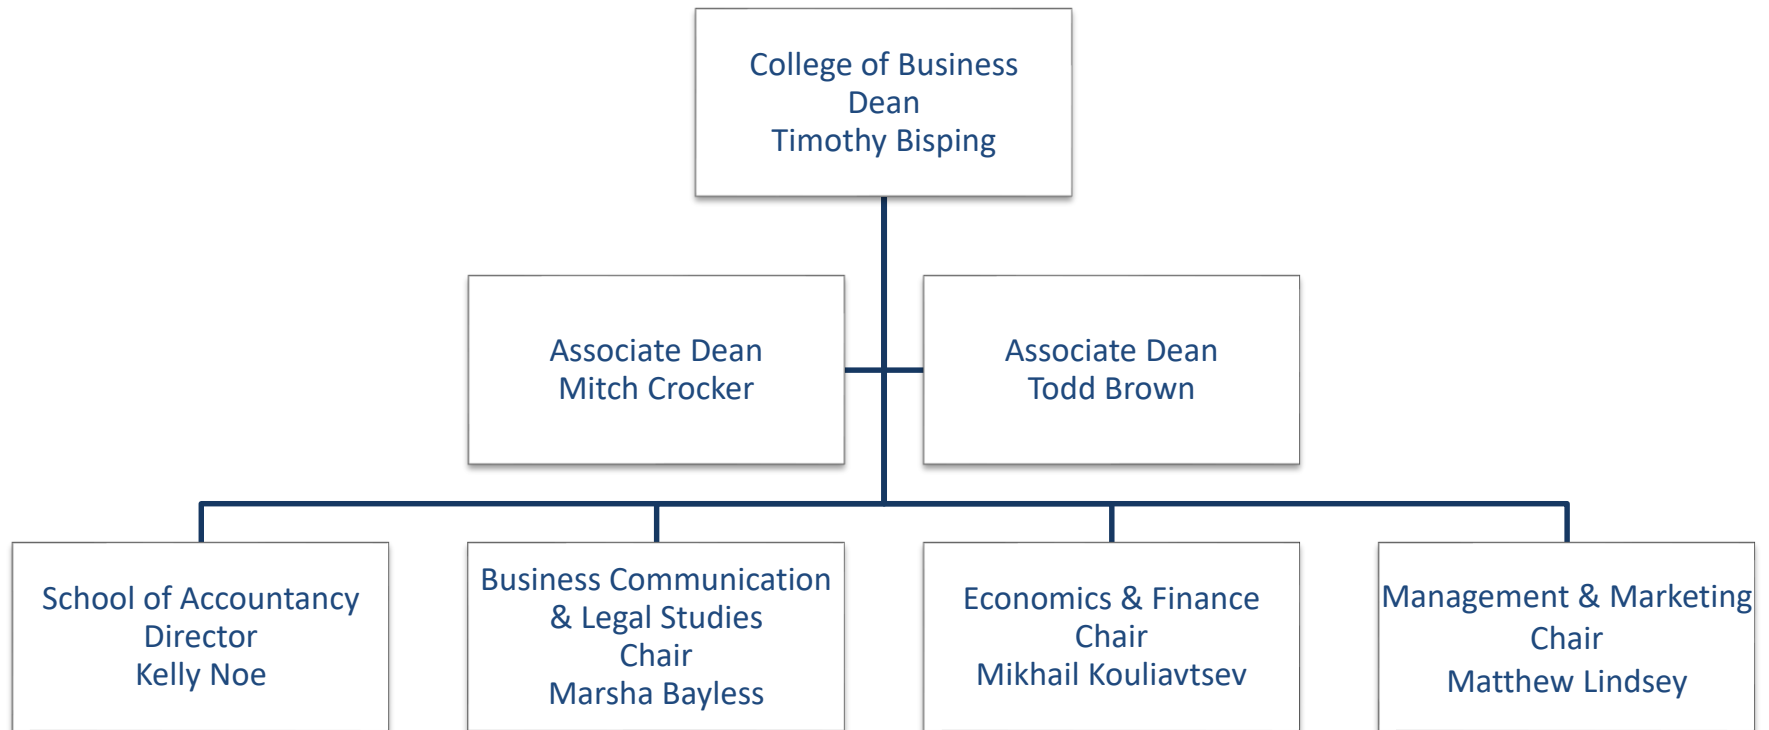 College of Business
Dean
Timothy Bisping
Associate Dean
Mitch Crocker
Associate Dean
Todd Brown
School of Accountancy
Director
Kelly Noe
Business Communication
& Legal Studies
Chair
Marsha Bayless
Economics & Finance
Chair
Mikhail Kouliavtsev
Management & Marketing
Chair
Matthew Lindsey